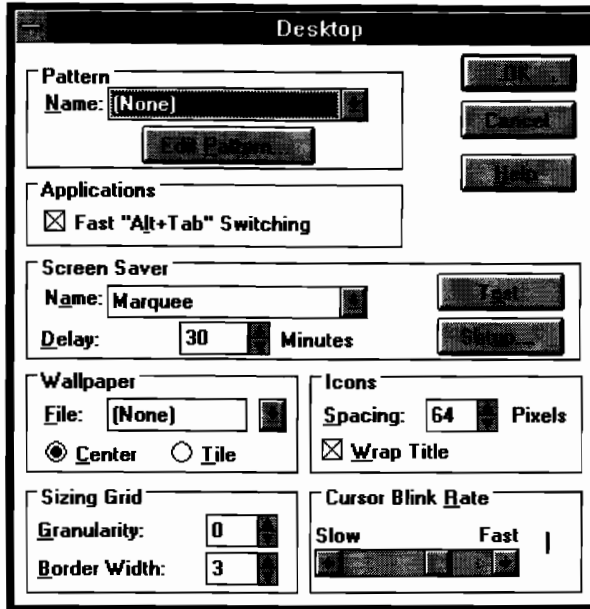 Desktop
Pattern
Name: (None)
Edit Pattern...
OK
Cancel
Help
Applications
Fast "Alt+Tab" Switching
Screen Saver
Name: Marquee
Delay: 30 Minutes
Test
Setup...
Wallpaper
File: (None)
Center Tile
Icons
Spacing: 64 Pixels
Wrap Title
Sizing Grid
Granularity: 0
Border Width: 3
Cursor Blink Rate
Slow Fast